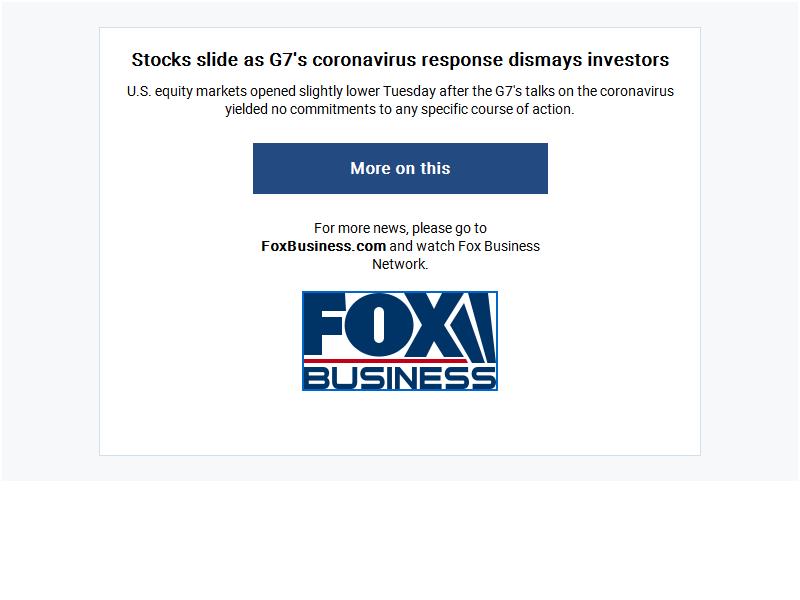 Stocks slide as G7's coronavirus response dismays investors
U.S. equity markets opened slightly lower Tuesday after the G7's talks on the coronavirus
yielded no commitments to any specific course of action.
More on this
For more news, please go to
FoxBusiness.com and watch Fox Business
Network.
FOX
BUSINESS